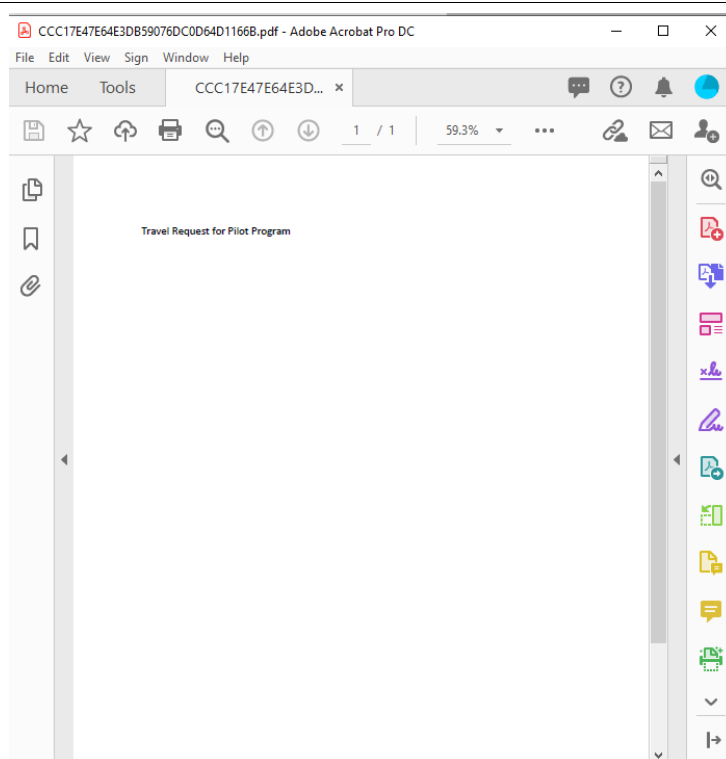 CCC17E47E64E3DB59076DC0D64D1166B.pdf - Adobe Acrobat Pro DC
File Edit View Sign Window Help
Home Tools CCC17E47E64E3D... ×
1 / 1 59.3%
Travel Request for Pilot Program